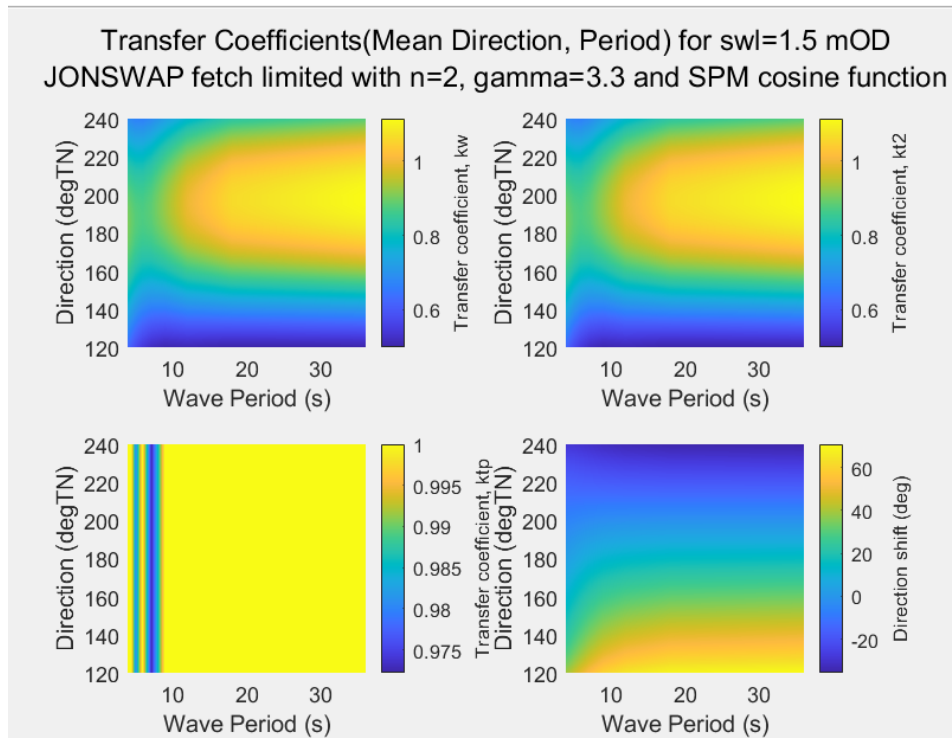 Transfer Coefficients(Mean Direction, Period) for swl=1.5 mOD
JONSWAP fetch limited with n=2, gamma=3.3 and SPM cosine function
240
220
200
180
160
140
120
Direction (degTN)
10 20 30
Wave Period (s)
1
0.8
0.6
Transfer coefficient, kw
240
220
200
180
160
140
120
Direction (degTN)
10 20 30
Wave Period (s)
1
0.8
0.6
Transfer coefficient, kt2
240
220
200
180
160
140
120
Direction (degTN)
10 20 30
Wave Period (s)
1
0.995
0.99
0.985
0.98
0.975
Transfer coefficient, ktp
240
220
200
180
160
140
120
Direction (degTN)
10 20 30
Wave Period (s)
60
40
20
0
-20
Direction shift (deg)